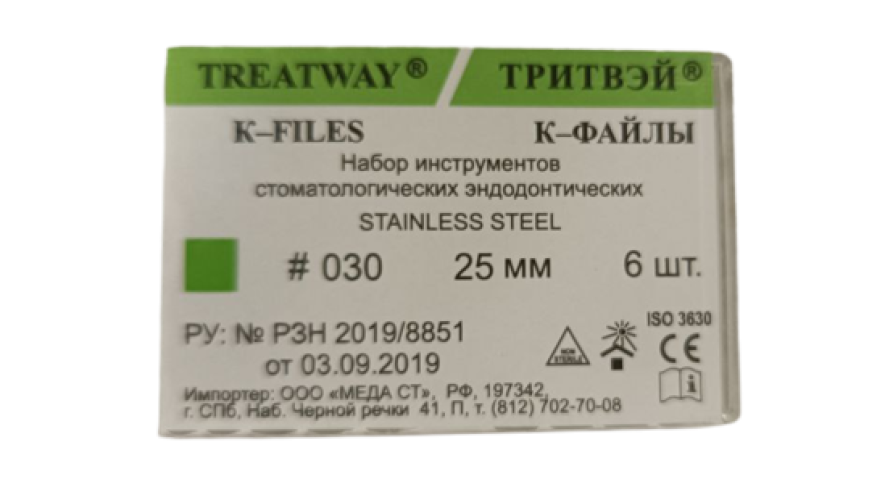 TREATWAY® ТРИТВЭЙ®
K–FILES К–ФАЙЛЫ
Набор инструментов
стоматологических эндодонтических
STAINLESS STEEL
# 030 25 мм 6 шт.
РУ: № РЗН 2019/8851
от 03.09.2019
ISO 3630
NON STERILE
CE
i
Импортер: ООО «МЕДА СТ», РФ, 197342,
г. СПб, Наб. Черной речки 41, П, т. (812) 702-70-08